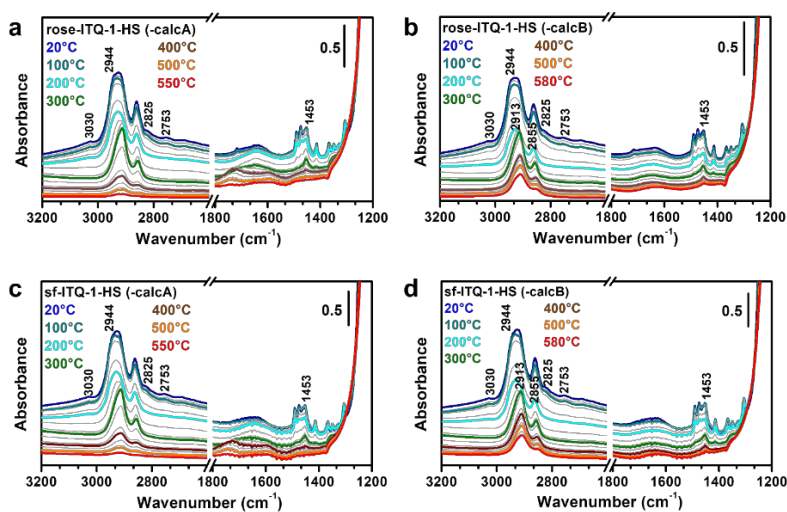 a
rose-ITQ-1-HS (-calcA)
20°C 400°C
100°C 500°C
200°C 550°C
300°C
2944
3030
2825
2753
1453
0.5
Absorbance
3200 3000 2800 1800 1600 1400 1200
Wavenumber (cm-1)
b
rose-ITQ-1-HS (-calcB)
20°C 400°C
100°C 500°C
200°C 580°C
300°C
2944
3030
2913
2855
2825
2753
1453
0.5
Absorbance
3200 3000 2800 1800 1600 1400 1200
Wavenumber (cm-1)
c
sf-ITQ-1-HS (-calcA)
20°C 400°C
100°C 500°C
200°C 550°C
300°C
2944
3030
2825
2753
1453
0.5
Absorbance
3200 3000 2800 1800 1600 1400 1200
Wavenumber (cm-1)
d
sf-ITQ-1-HS (-calcB)
20°C 400°C
100°C 500°C
200°C 580°C
300°C
2944
3030
2913
2855
2825
2753
1453
0.5
Absorbance
3200 3000 2800 1800 1600 1400 1200
Wavenumber (cm-1)